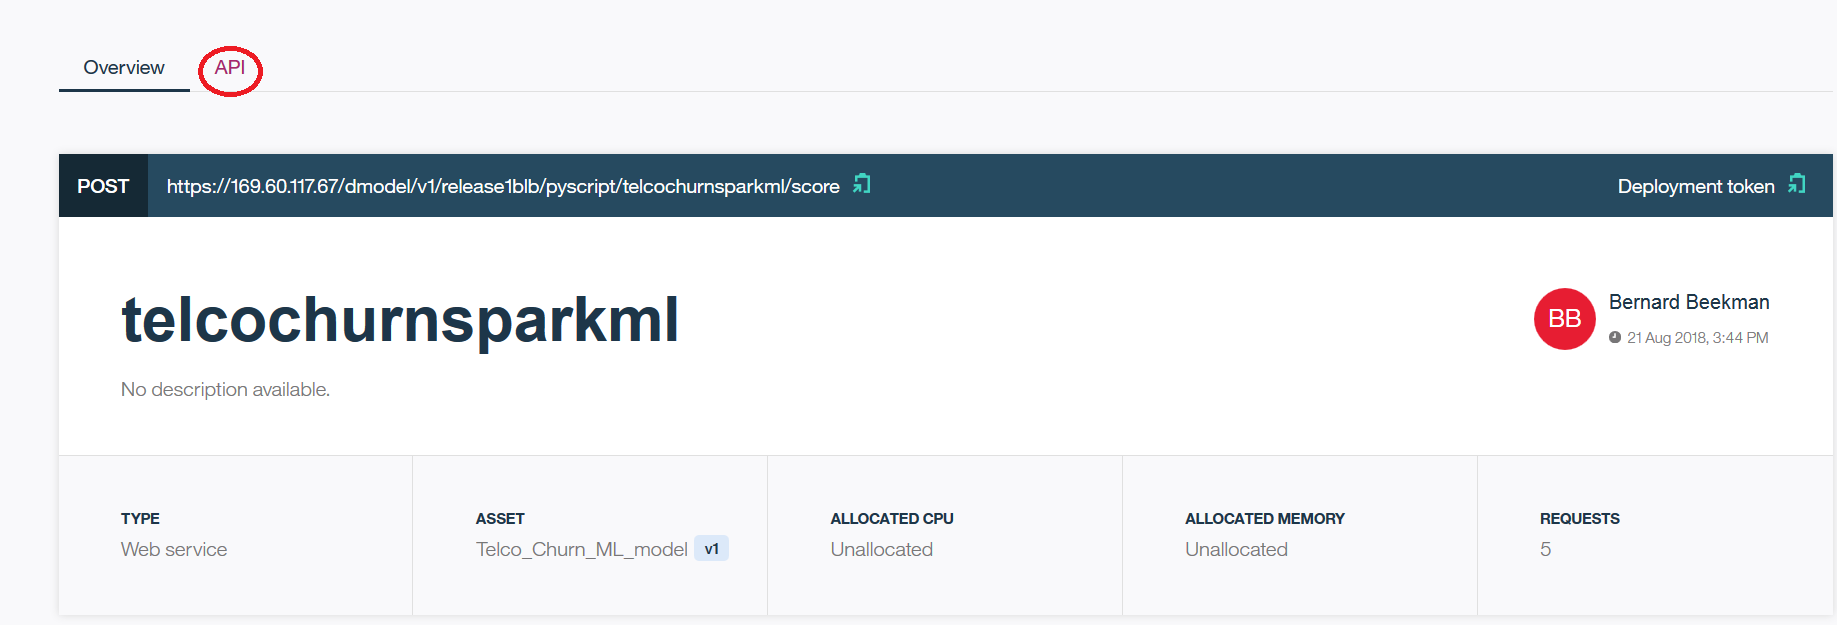 Overview API
POST https://169.60.117.67/dmodel/v1/release1blb/pyscript/telcochurnsparkml/score Deployment token
telcochurnsparkml
No description available.
BB Bernard Beekman
21 Aug 2018, 3:44 PM
TYPE
Web service
ASSET
Telco_Churn_ML_model v1
ALLOCATED CPU
Unallocated
ALLOCATED MEMORY
Unallocated
REQUESTS
5